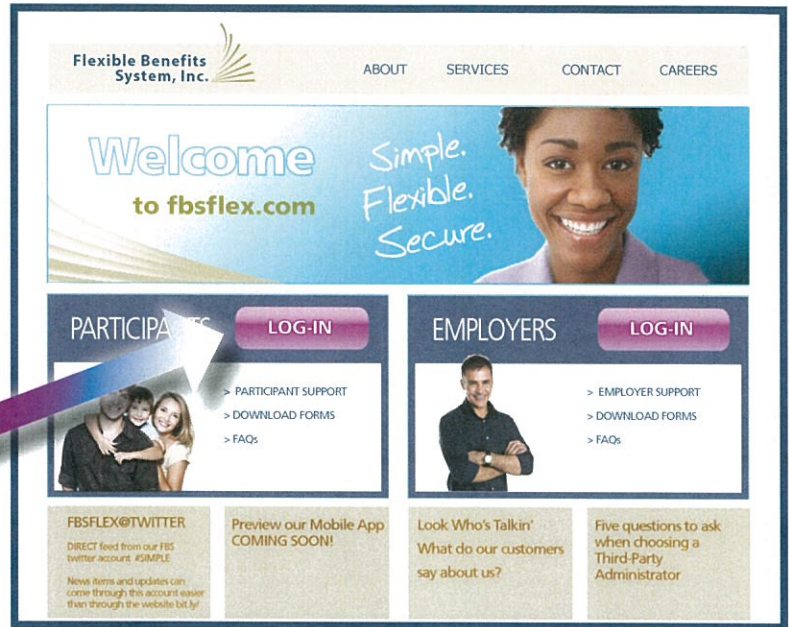 Flexible Benefits
System, Inc.
ABOUT SERVICES CONTACT CAREERS
Welcome
to fbsflex.com
Simple.
Flexible.
Secure.
PARTICIPANTS LOG-IN
> PARTICIPANT SUPPORT
> DOWNLOAD FORMS
> FAQs
EMPLOYERS LOG-IN
> EMPLOYER SUPPORT
> DOWNLOAD FORMS
> FAQs
FBSFLEX@TWITTER
DIRECT feed from our FBS
twitter account #SIMPLE
News items and updates can
come through this account easier
than through the website bit.ly!
Preview our Mobile App
COMING SOON!
Look Who's Talkin'
What do our customers
say about us?
Five questions to ask
when choosing a
Third-Party
Administrator